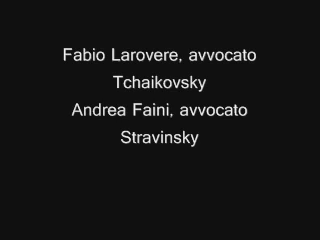 Fabio Larovere, avvocato
Tchaikovsky
Andrea Faini, avvocato
Stravinsky